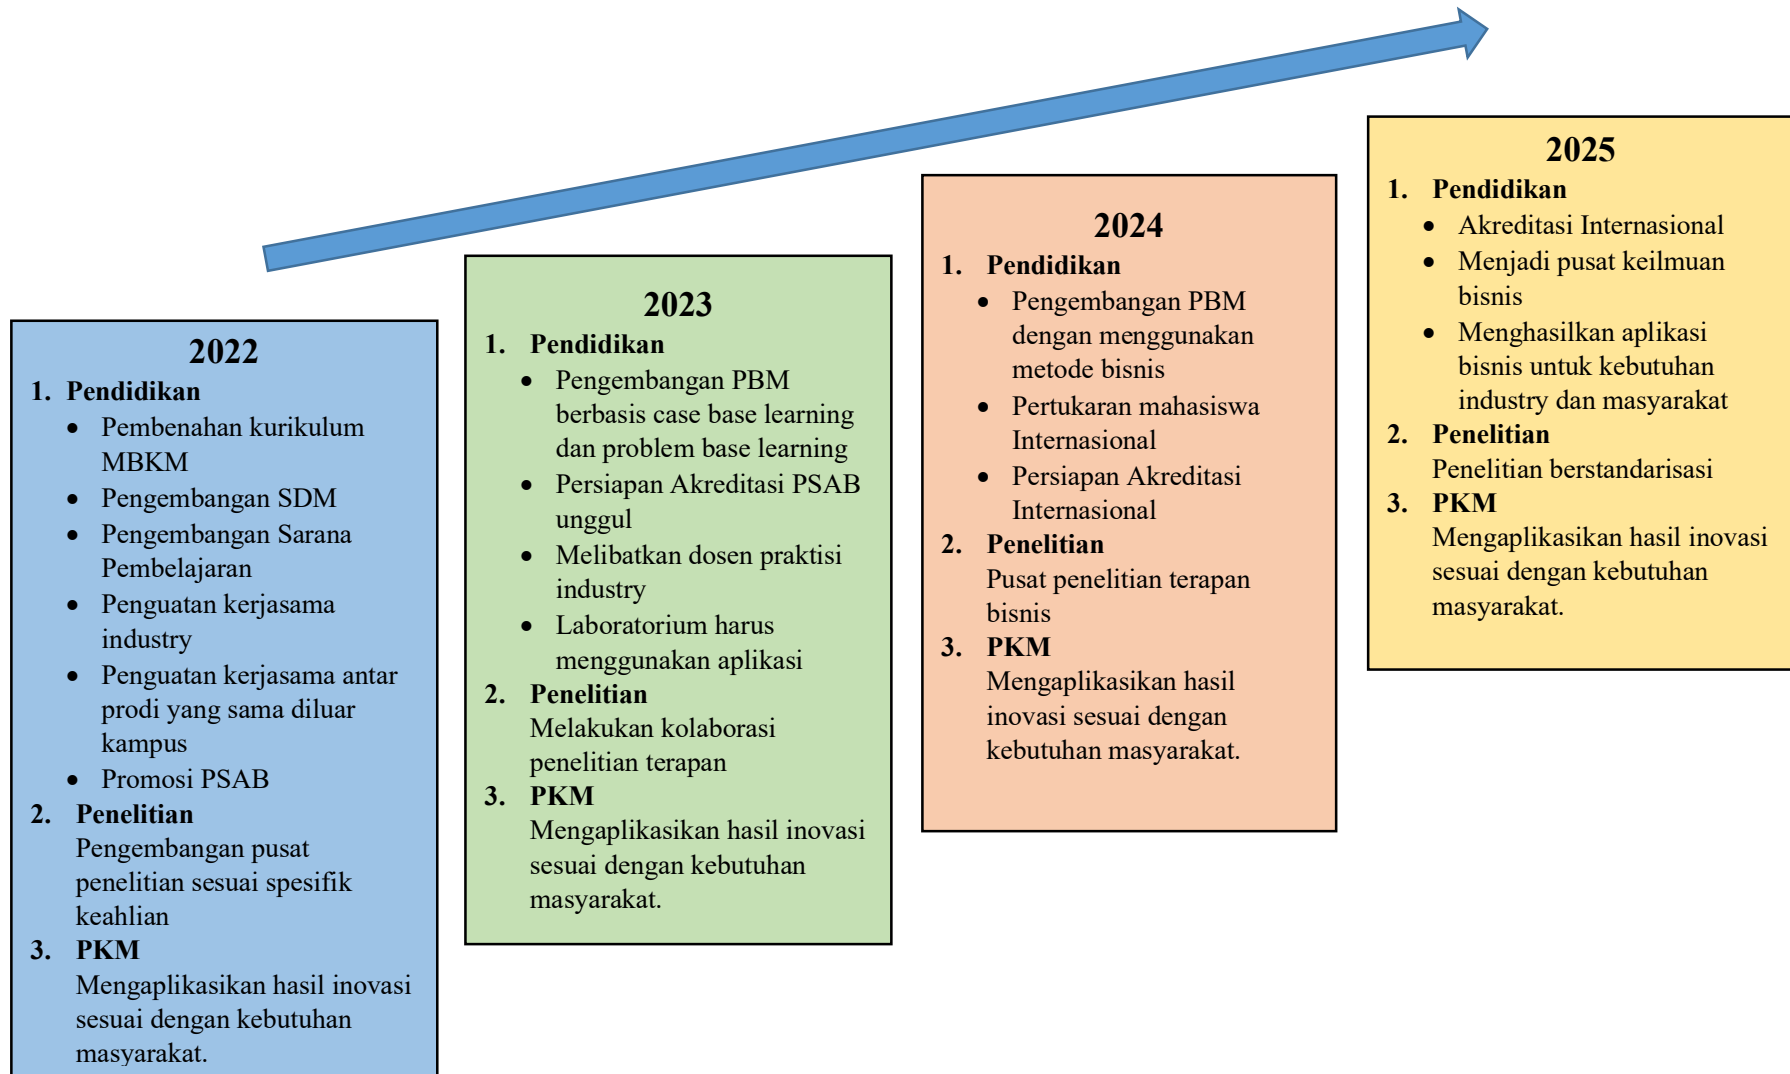 2022
1. Pendidikan
• Pembenahan kurikulum
MBKM
• Pengembangan SDM
• Pengembangan Sarana
Pembelajaran
• Penguatan kerjasama
industry
• Penguatan kerjasama antar
prodi yang sama diluar
kampus
• Promosi PSAB
2. Penelitian
Pengembangan pusat
penelitian sesuai spesifik
keahlian
3. PKM
Mengaplikasikan hasil inovasi
sesuai dengan kebutuhan
masyarakat.
2023
1. Pendidikan
• Pengembangan PBM
berbasis case base learning
dan problem base learning
• Persiapan Akreditasi PSAB
unggul
• Melibatkan dosen praktisi
industry
• Laboratorium harus
menggunakan aplikasi
2. Penelitian
Melakukan kolaborasi
penelitian terapan
3. PKM
Mengaplikasikan hasil inovasi
sesuai dengan kebutuhan
masyarakat.
2024
1. Pendidikan
• Pengembangan PBM
dengan menggunakan
metode bisnis
• Pertukaran mahasiswa
Internasional
• Persiapan Akreditasi
Internasional
2. Penelitian
Pusat penelitian terapan
bisnis
3. PKM
Mengaplikasikan hasil
inovasi sesuai dengan
kebutuhan masyarakat.
2025
1. Pendidikan
• Akreditasi Internasional
• Menjadi pusat keilmuan
bisnis
• Menghasilkan aplikasi
bisnis untuk kebutuhan
industry dan masyarakat
2. Penelitian
Penelitian berstandarisasi
3. PKM
Mengaplikasikan hasil inovasi
sesuai dengan kebutuhan
masyarakat.